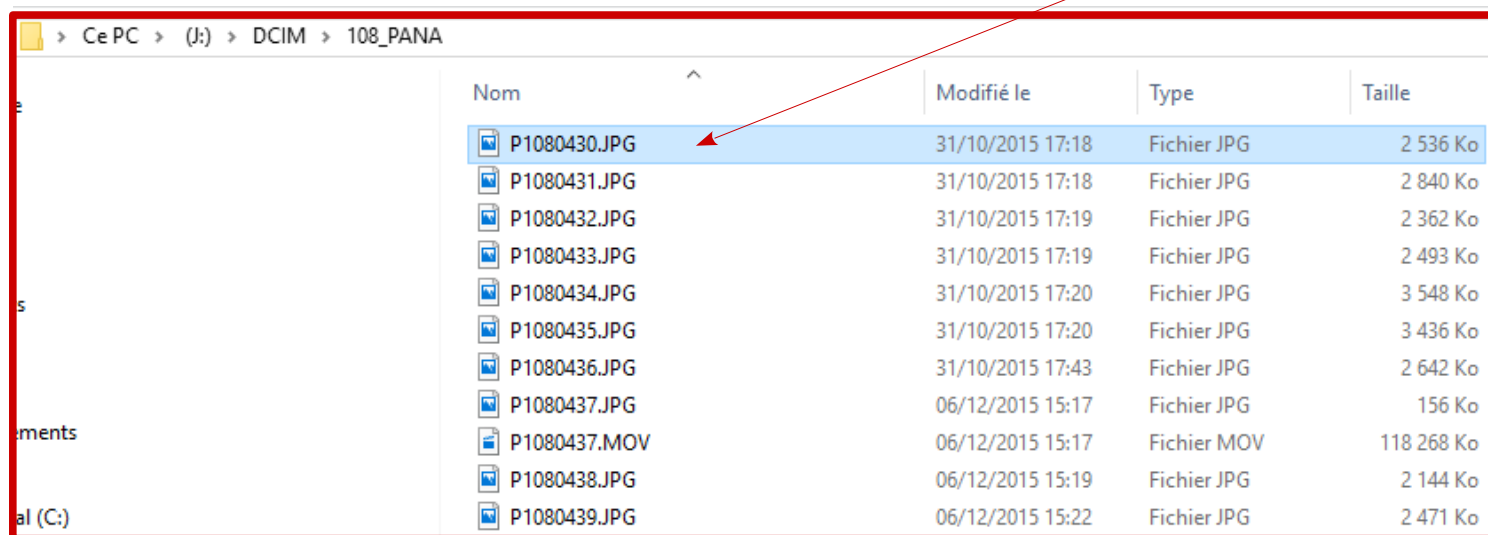 > Ce PC > (J:) > DCIM > 108_PANA
Nom Modifié le Type Taille
P1080430.JPG 31/10/2015 17:18 Fichier JPG 2 536 Ko
P1080431.JPG 31/10/2015 17:18 Fichier JPG 2 840 Ko
P1080432.JPG 31/10/2015 17:19 Fichier JPG 2 362 Ko
P1080433.JPG 31/10/2015 17:19 Fichier JPG 2 493 Ko
P1080434.JPG 31/10/2015 17:20 Fichier JPG 3 548 Ko
P1080435.JPG 31/10/2015 17:20 Fichier JPG 3 436 Ko
P1080436.JPG 31/10/2015 17:43 Fichier JPG 2 642 Ko
P1080437.JPG 06/12/2015 15:17 Fichier JPG 156 Ko
ements
P1080437.MOV 06/12/2015 15:17 Fichier MOV 118 268 Ko
P1080438.JPG 06/12/2015 15:19 Fichier JPG 2 144 Ko
al (C:) P1080439.JPG 06/12/2015 15:22 Fichier JPG 2 471 Ko